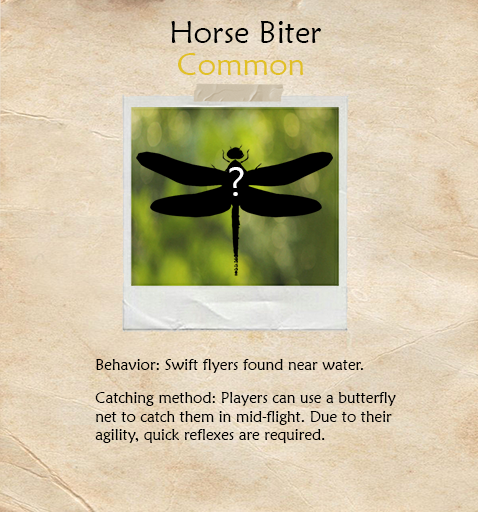 Horse Biter
Common
?
Behavior: Swift flyers found near water.
Catching method: Players can use a butterfly
net to catch them in mid-flight. Due to their
agility, quick reflexes are required.